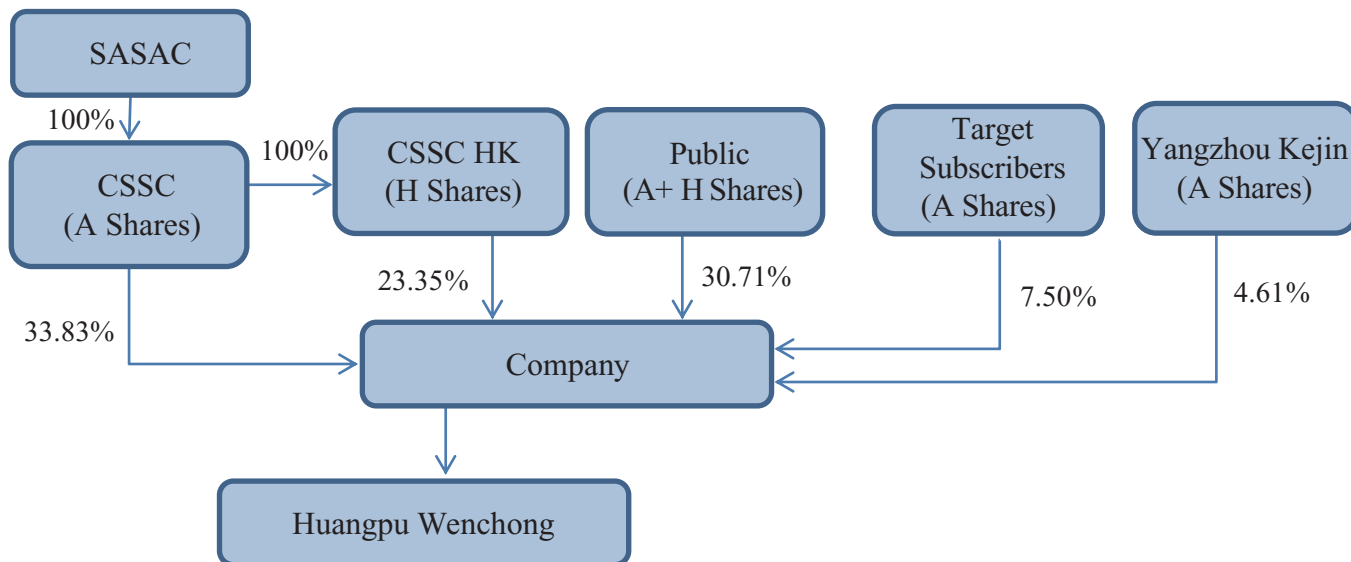 SASAC
100%
CSSC
(A Shares)
100%
CSSC HK
(H Shares)
Public
(A+ H Shares)
Target
Subscribers
(A Shares)
Yangzhou Kejin
(A Shares)
33.83%
23.35%
30.71%
7.50%
4.61%
Company
Huangpu Wenchong